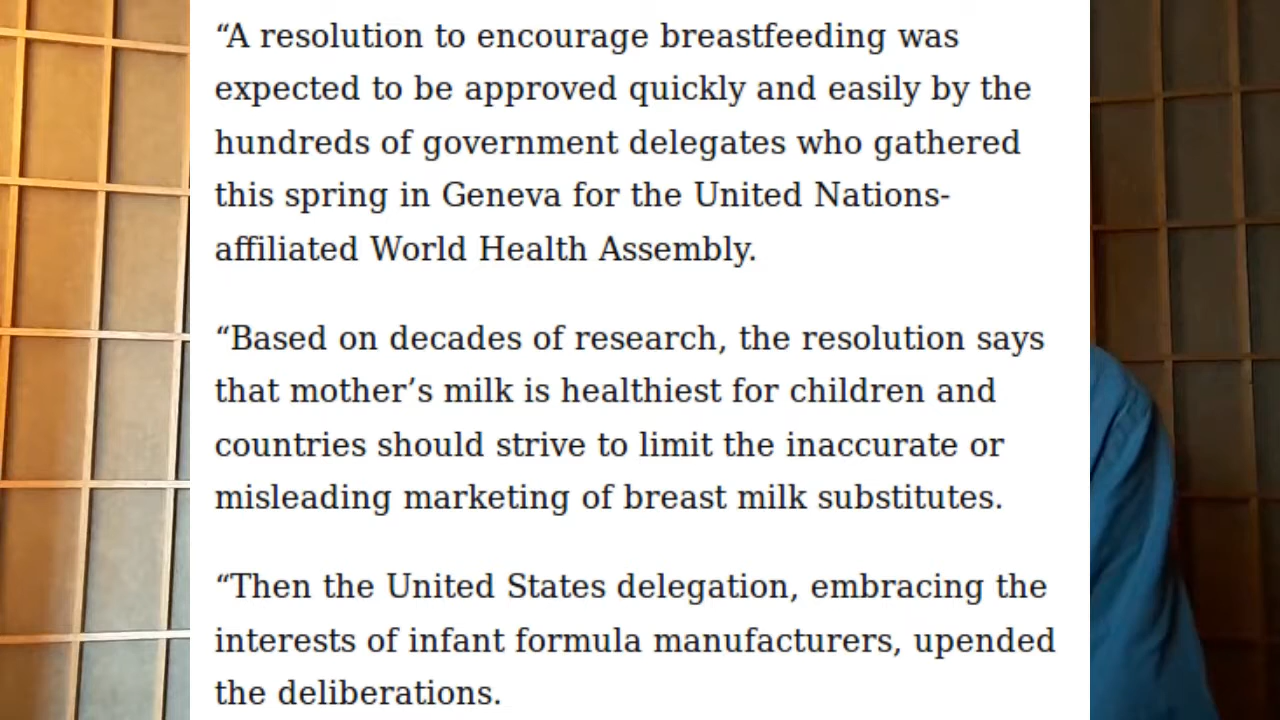 “A resolution to encourage breastfeeding was
expected to be approved quickly and easily by the
hundreds of government delegates who gathered
this spring in Geneva for the United Nations-
affiliated World Health Assembly.
“Based on decades of research, the resolution says
that mother’s milk is healthiest for children and
countries should strive to limit the inaccurate or
misleading marketing of breast milk substitutes.
“Then the United States delegation, embracing the
interests of infant formula manufacturers, upended
the deliberations.